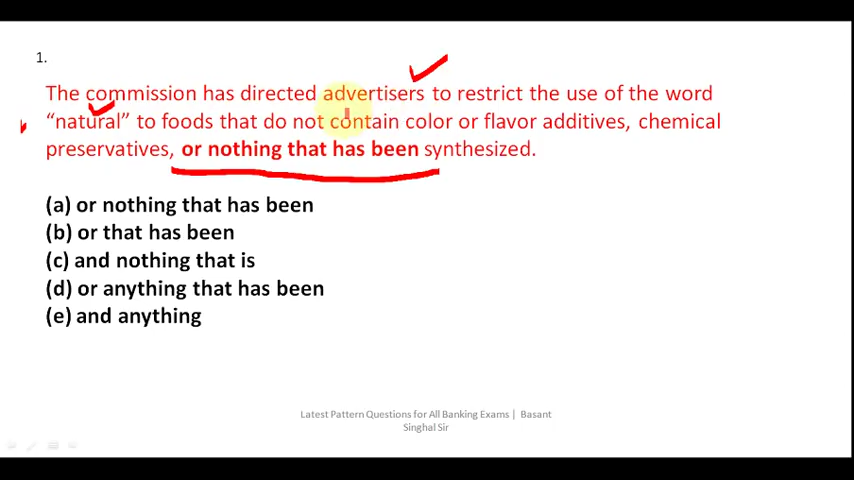 1.
The commission has directed advertisers to restrict the use of the word
“natural” to foods that do not contain color or flavor additives, chemical
preservatives, or nothing that has been synthesized.
(a) or nothing that has been
(b) or that has been
(c) and nothing that is
(d) or anything that has been
(e) and anything
Latest Pattern Questions for All Banking Exams | Basant
Singhal Sir